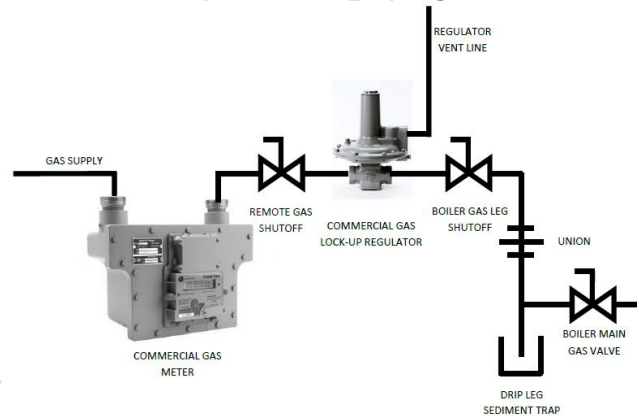 REGULATOR
VENT LINE
GAS SUPPLY
REMOTE GAS
SHUTOFF
COMMERCIAL GAS
LOCK-UP REGULATOR
BOILER GAS LEG
SHUTOFF
UNION
COMMERCIAL GAS
METER
BOILER MAIN
GAS VALVE
DRIP LEG
SEDIMENT TRAP